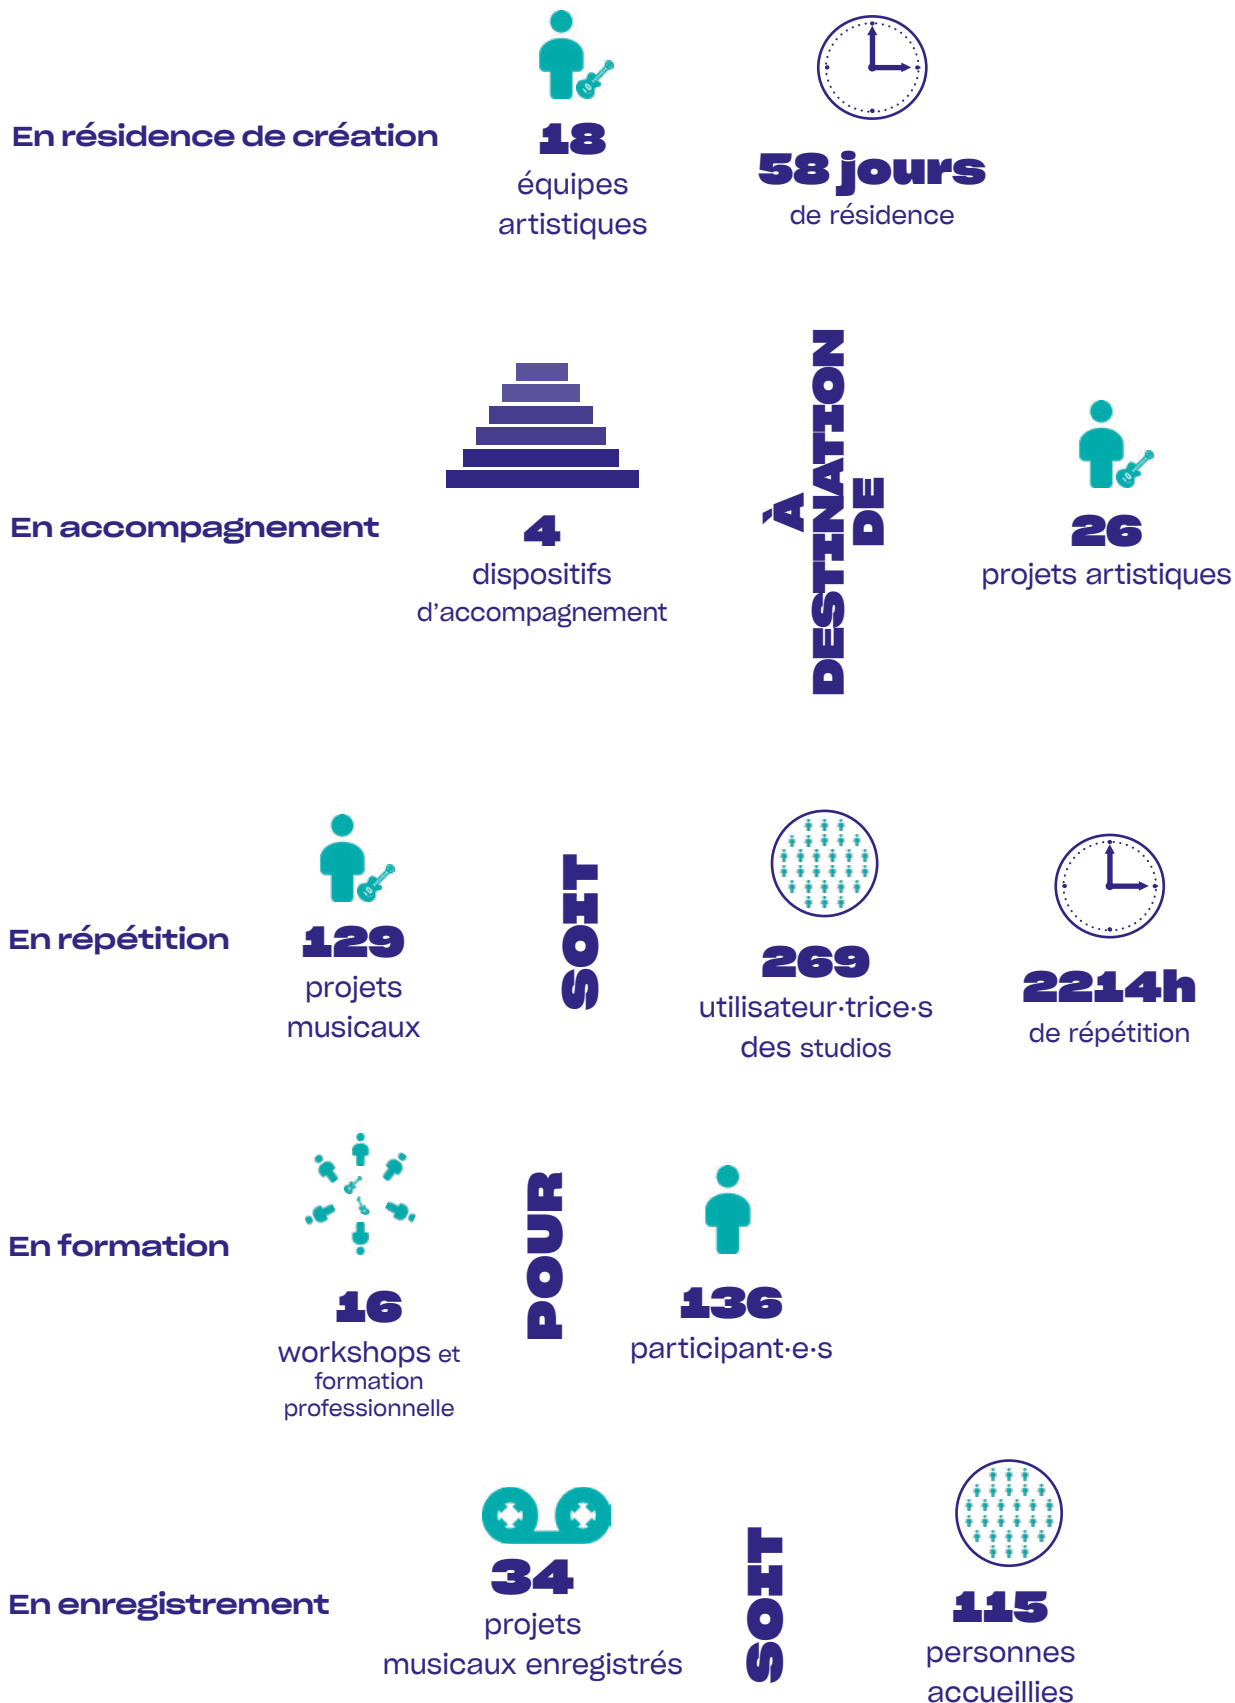 En résidence de création
18
équipes
artistiques
58 jours
de résidence
En accompagnement
4
dispositifs
d'accompagnement
À
DESTINATION
DE
26
projets artistiques
En répétition
129
projets
musicaux
SOIT
269
utilisateur·trice·s
des studios
2214h
de répétition
En formation
16
workshops et
formation
professionnelle
POUR
136
participant·e·s
En enregistrement
34
projets
musicaux enregistrés
SOIT
115
personnes
accueillies